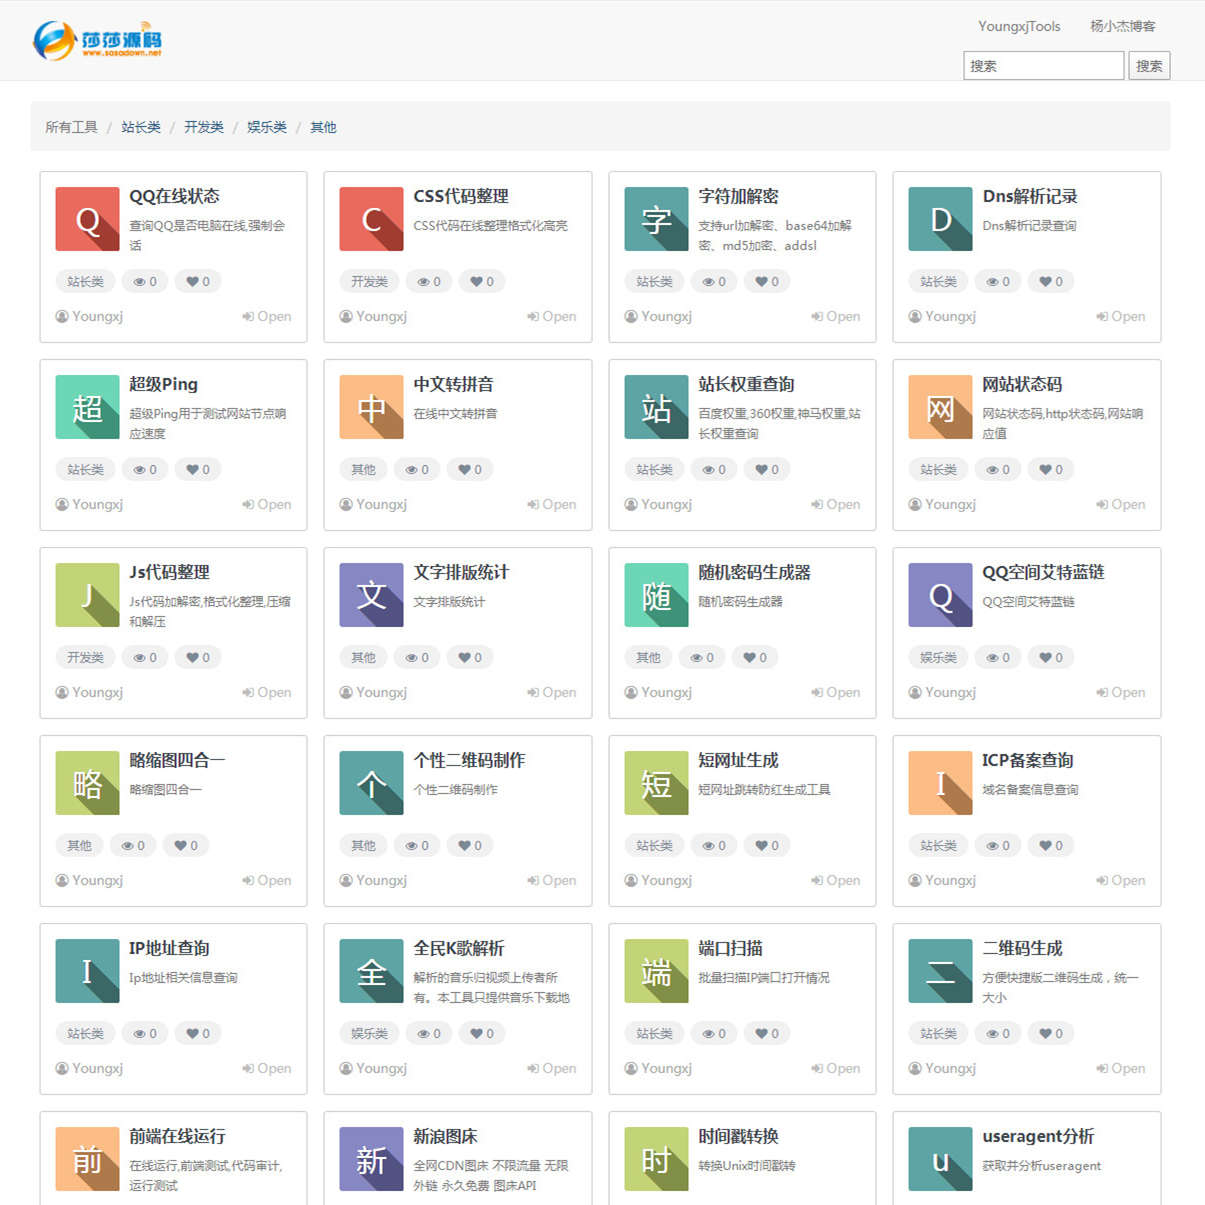 莎莎源码
www.sasadown.net
YoungxjTools 杨小杰博客
搜索 搜索
所有工具 / 站长类 / 开发类 / 娱乐类 / 其他
Q
QQ在线状态
查询QQ是否电脑在线,强制会
话
站长类 0 0
Youngxj Open
C
CSS代码整理
CSS代码在线整理格式化高亮
开发类 0 0
Youngxj Open
字
字符加解密
支持url加解密、base64加解
密、md5加密、addsl
站长类 0 0
Youngxj Open
D
Dns解析记录
Dns解析记录查询
站长类 0 0
Youngxj Open
超
超级Ping
超级Ping用于测试网站节点响
应速度
站长类 0 0
Youngxj Open
中
中文转拼音
在线中文转拼音
其他 0 0
Youngxj Open
站
站长权重查询
百度权重,360权重,神马权重,站
长权重查询
站长类 0 0
Youngxj Open
网
网站状态码
网站状态码,http状态码,网站响
应值
站长类 0 0
Youngxj Open
J
Js代码整理
Js代码加解密,格式化整理,压缩
和解压
开发类 0 0
Youngxj Open
文
文字排版统计
文字排版统计
其他 0 0
Youngxj Open
随
随机密码生成器
随机密码生成器
其他 0 0
Youngxj Open
Q
QQ空间艾特蓝链
QQ空间艾特蓝链
娱乐类 0 0
Youngxj Open
略
略缩图四合一
略缩图四合一
其他 0 0
Youngxj Open
个
个性二维码制作
个性二维码制作
其他 0 0
Youngxj Open
短
短网址生成
短网址跳转防红生成工具
站长类 0 0
Youngxj Open
I
ICP备案查询
域名备案信息查询
站长类 0 0
Youngxj Open
I
IP地址查询
Ip地址相关信息查询
站长类 0 0
Youngxj Open
全
全民K歌解析
解析的音乐归视频上传者所
有。本工具只提供音乐下载地
娱乐类 0 0
Youngxj Open
端
端口扫描
批量扫描IP端口打开情况
站长类 0 0
Youngxj Open
二
二维码生成
方便快捷版二维码生成，统一
大小
站长类 0 0
Youngxj Open
前
前端在线运行
在线运行,前端测试,代码审计,
运行测试
新
新浪图床
全网CDN图床 不限流量 无限
外链 永久免费 图床API
时
时间戳转换
转换Unix时间戳转
u
useragent分析
获取并分析useragent